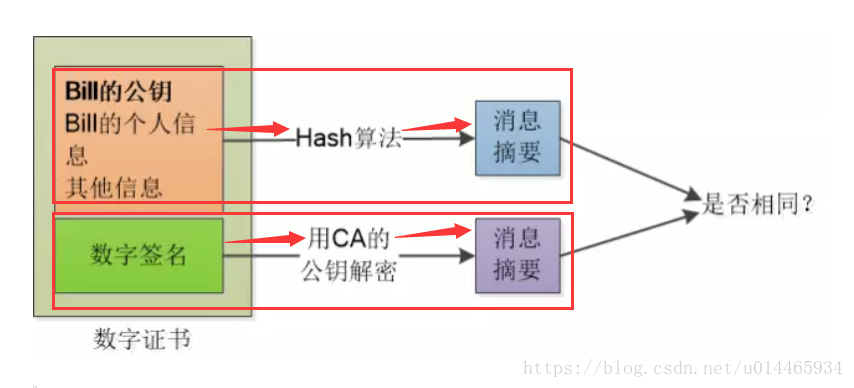 Bill的公钥
Bill的个人信
息
其他信息
Hash算法
消息
摘要
是否相同?
数字签名
用CA的
公钥解密
消息
摘要
数字证书
https://blog.csdn.net/u014465934